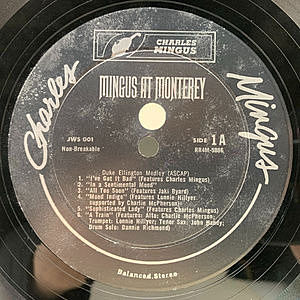 CHARLES
MINGUS
Charles
MINGUS AT MONTEREY
Mingus
JWS 001
Non-Breakable
SIDE 1A
RR4M-5086
Duke Ellington Medley (ASCAP)
1. "I've Got It Bad" (Features Charles Mingus)
2. "In a Sentimental Mood"
3. "All Too Soon" (Features Jaki Byard)
4. "Mood Indigo" (Features Lonnie Hillyer;
supported by Charlie McPherson)
5. "Sophisticated Lady" (Features Charles Mingus)
6. "A Train" (Features Alto: Charlie McPherson;
Trumpet: Lonnie Hillyer; Tenor Sax: John Handy;
Drum Solo: Dannie Richmond)
Balanced Stereo